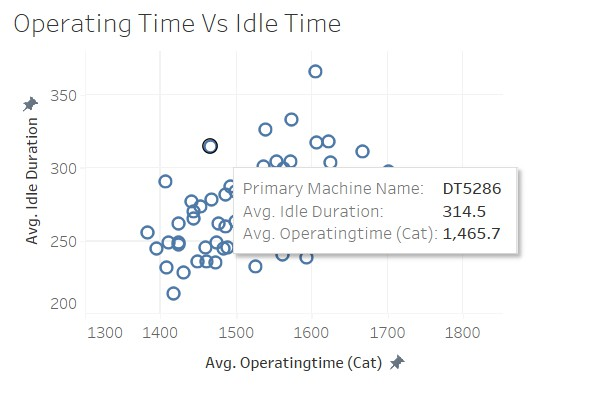 Operating Time Vs Idle Time
Avg. Idle Duration
350
300
250
200
Primary Machine Name: DT5286
Avg. Idle Duration: 314.5
Avg. Operatingtime (Cat): 1,465.7
1300 1400 1500 1600 1700 1800
Avg. Operatingtime (Cat)